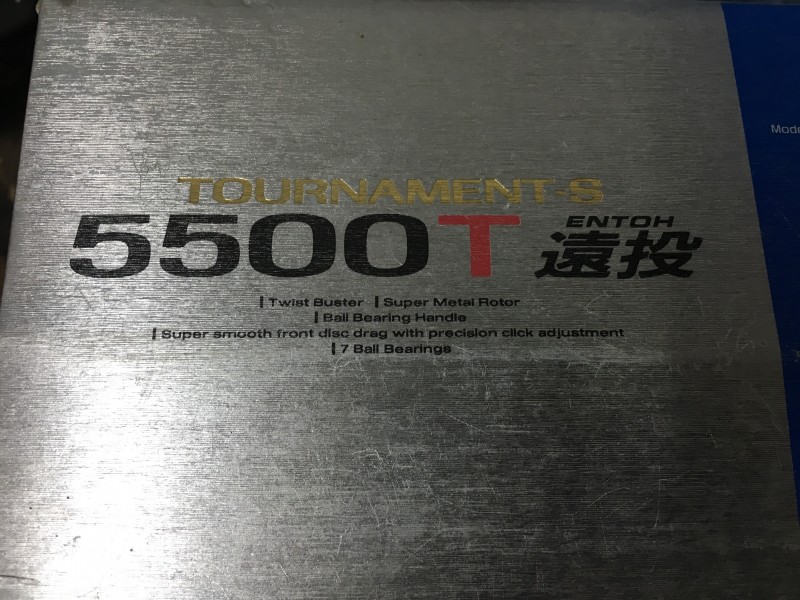 TOURNAMENT-S
5500T ENTOH 遠投
Twist Buster Super Metal Rotor
Ball Bearing Handle
Super smooth front disc drag with precision click adjustment
7 Ball Bearings